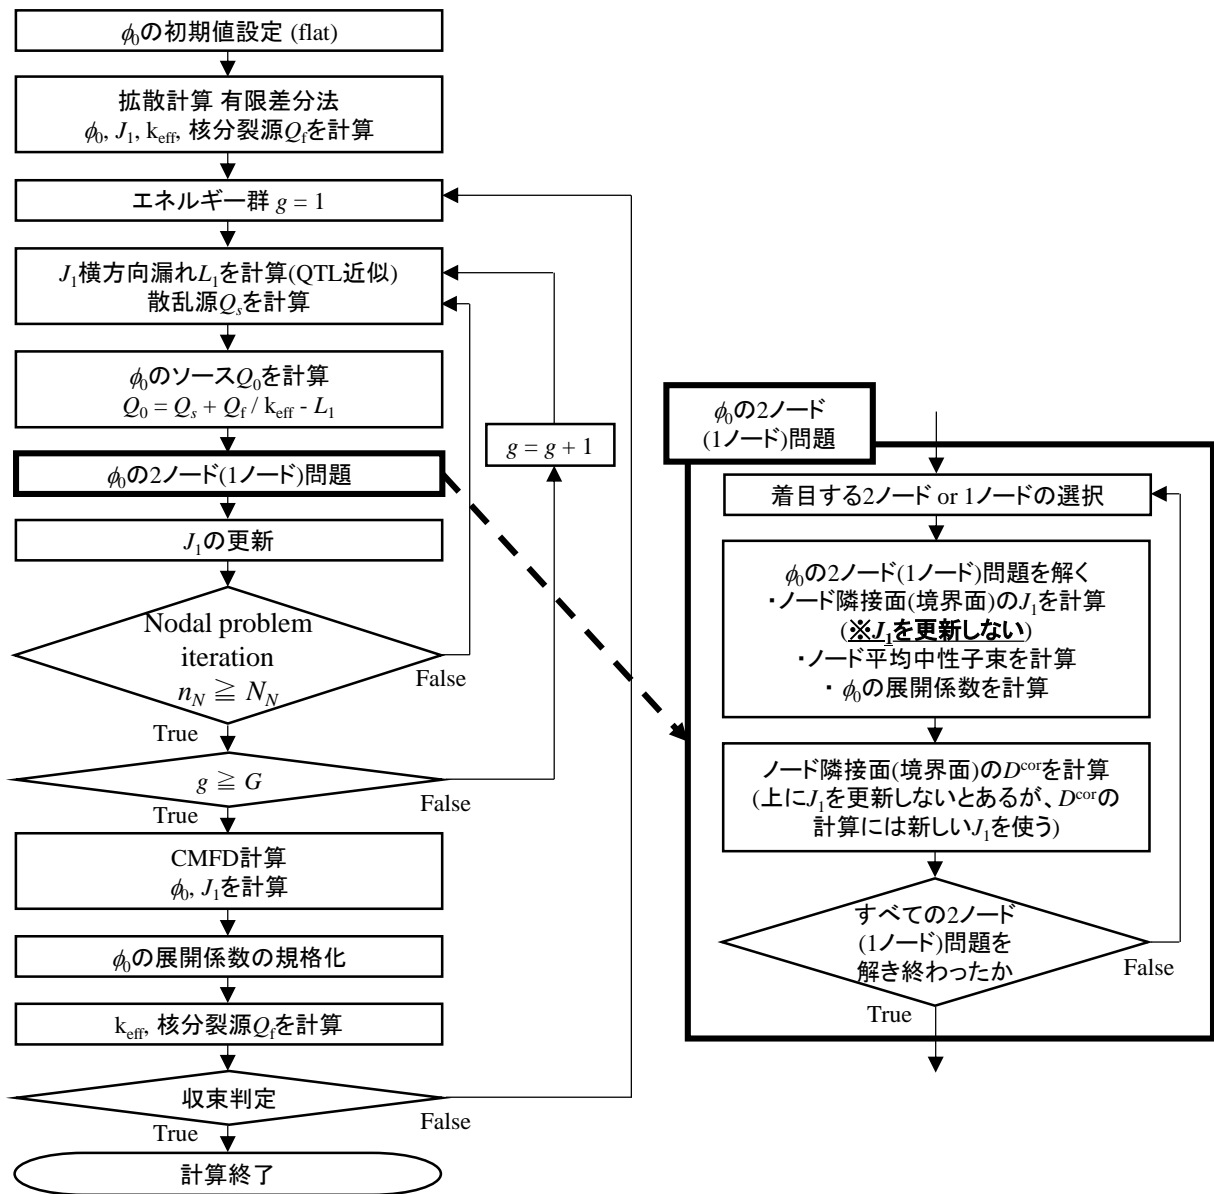 ϕ₀の初期値設定 (flat)
拡散計算 有限差分法
ϕ₀, J₁, k_eff, 核分裂源Q_fを計算
エネルギー群 g = 1
J₁横方向漏れL₁を計算(QTL近似)
散乱源Q_sを計算
ϕ₀のソースQ₀を計算
Q₀ = Q_s + Q_f / k_eff - L₁
g = g + 1
ϕ₀の2ノード(1ノード)問題
J₁の更新
Nodal problem
iteration
n_N ≧ N_N
False
True
g ≧ G
False
True
CMFD計算
ϕ₀, J₁を計算
ϕ₀の展開係数の規格化
k_eff, 核分裂源Q_fを計算
収束判定
False
True
計算終了
ϕ₀の2ノード
(1ノード)問題
着目する2ノード or 1ノードの選択
ϕ₀の2ノード(1ノード)問題を解く
・ノード隣接面(境界面)のJ₁を計算
(※J₁を更新しない)
・ノード平均中性子束を計算
・ ϕ₀の展開係数を計算
ノード隣接面(境界面)のD^corを計算
(上にJ₁を更新しないとあるが、D^corの
計算には新しいJ₁を使う)
すべての2ノード
(1ノード)問題を
解き終わったか
False
True